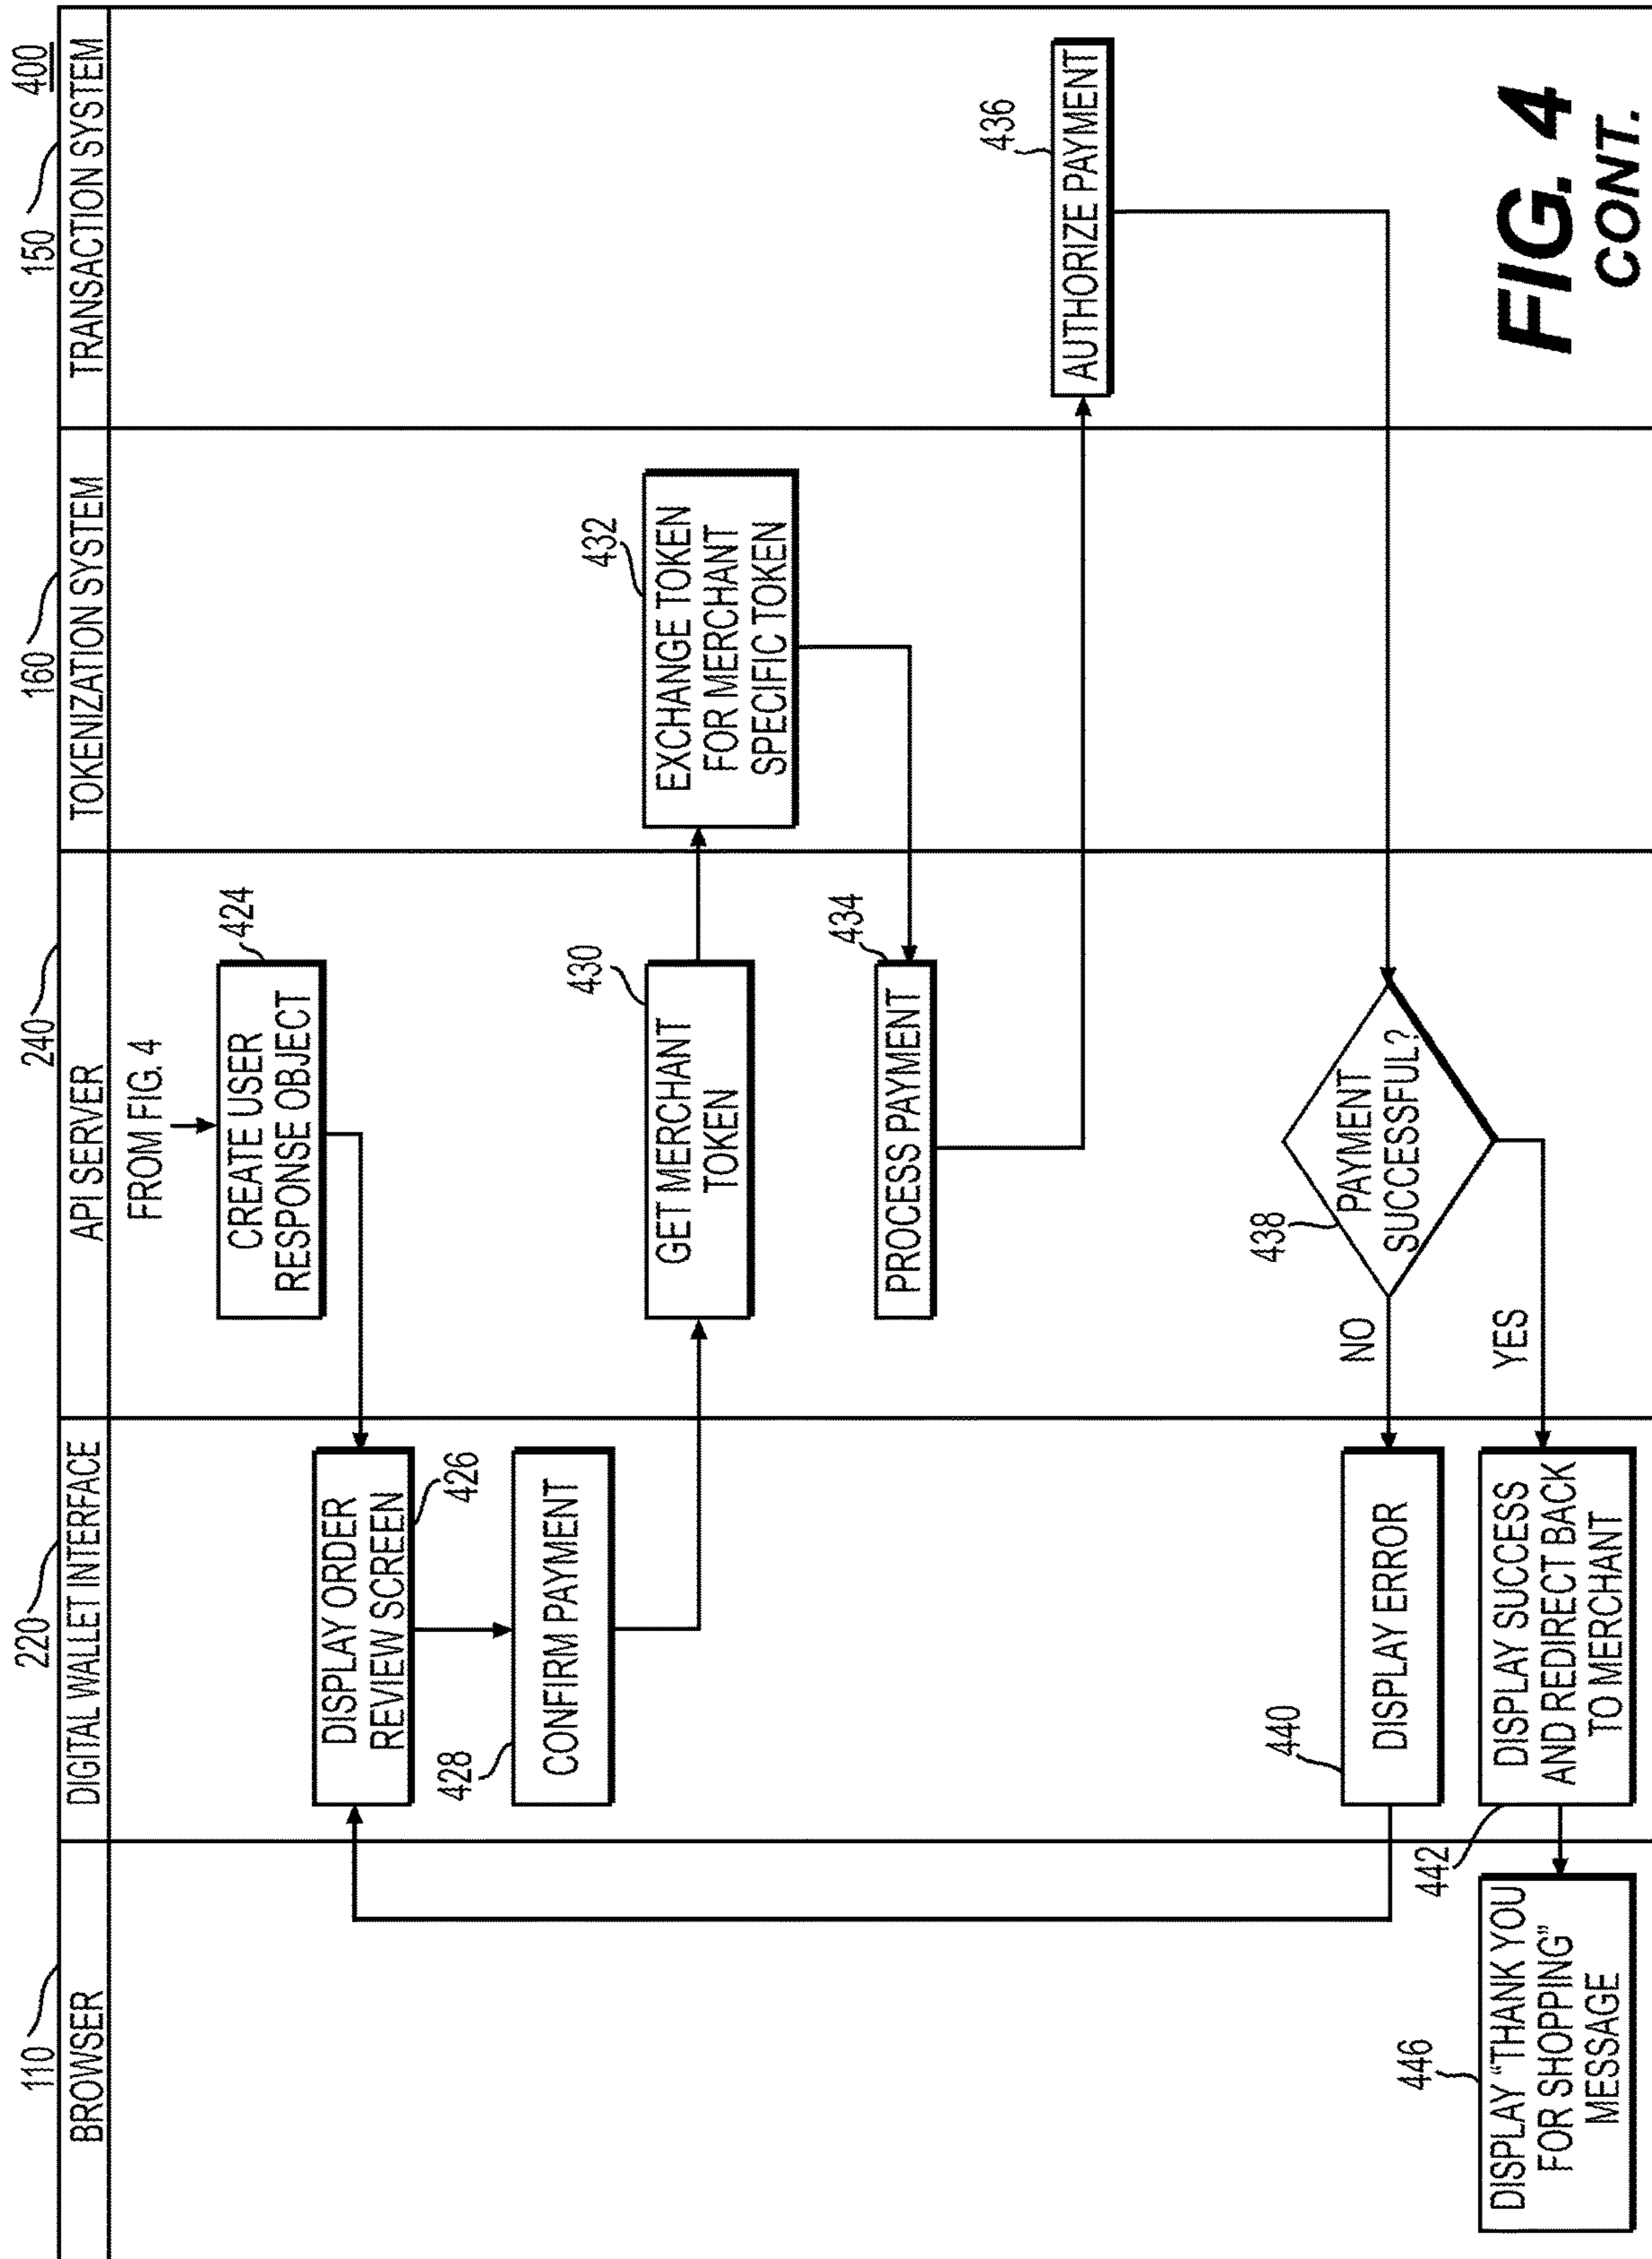 400
110
220
240
160
150
BROWSER
DIGITAL WALLET INTERFACE
API SERVER
TOKENIZATION SYSTEM
TRANSACTION SYSTEM
FROM FIG. 4
424
CREATE USER
RESPONSE OBJECT
DISPLAY ORDER
REVIEW SCREEN
426
428
CONFIRM PAYMENT
430
GET MERCHANT
TOKEN
432
EXCHANGE TOKEN
FOR MERCHANT
SPECIFIC TOKEN
434
PROCESS PAYMENT
436
AUTHORIZE PAYMENT
438
PAYMENT
SUCCESSFUL?
NO
YES
440
DISPLAY ERROR
442
DISPLAY SUCCESS
AND REDIRECT BACK
TO MERCHANT
446
DISPLAY “THANK YOU
FOR SHOPPING”
MESSAGE
FIG. 4
CONT.